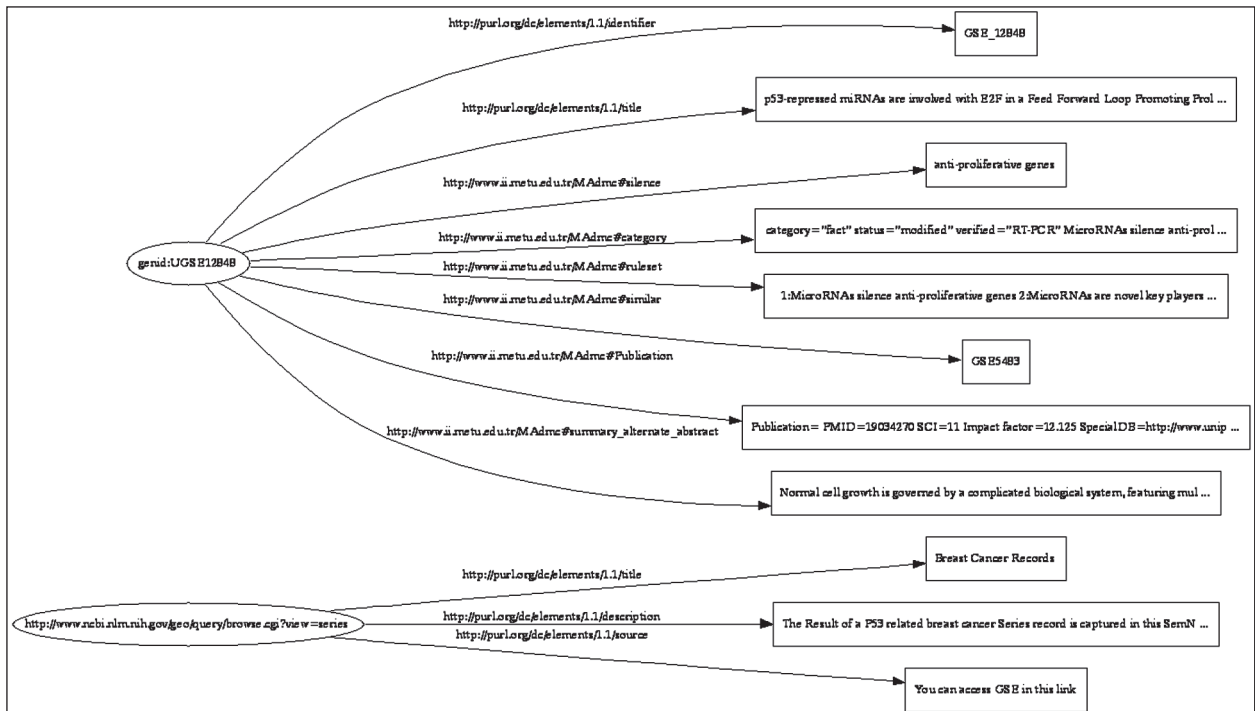 http://purl.org/dc/elements/1.1/identifier
GSE_12848
http://purl.org/dc/elements/1.1/title
p53-repressed miRNAs are involved with E2F in a Feed Forward Loop Promoting Prol ...
http://www.ii.metu.edu.tr/MAdmc#silence
anti-proliferative genes
http://www.ii.metu.edu.tr/MAdmc#category
category="fact" status="modified" verified="RT-PCR" MicroRNAs silence anti-prol ...
genid:UGSE12848
http://www.ii.metu.edu.tr/MAdmc#ruleset
1:MicroRNAs silence anti-proliferative genes 2:MicroRNAs are novel key players ...
http://www.ii.metu.edu.tr/MAdmc#similar
GSE5483
http://www.ii.metu.edu.tr/MAdmc#Publication
Publication= PMID=19034270 SCI=11 Impact factor=12.125 SpecialDB=http://www.unip ...
http://www.ii.metu.edu.tr/MAdmc#summary_alternate_abstract
Normal cell growth is governed by a complicated biological system, featuring mul ...
http://purl.org/dc/elements/1.1/title
Breast Cancer Records
http://www.ncbi.nlm.nih.gov/geo/query/browse.cgi?view=series
http://purl.org/dc/elements/1.1/description
The Result of a P53 related breast cancer Series record is captured in this SemN ...
http://purl.org/dc/elements/1.1/source
You can access GSE in this link